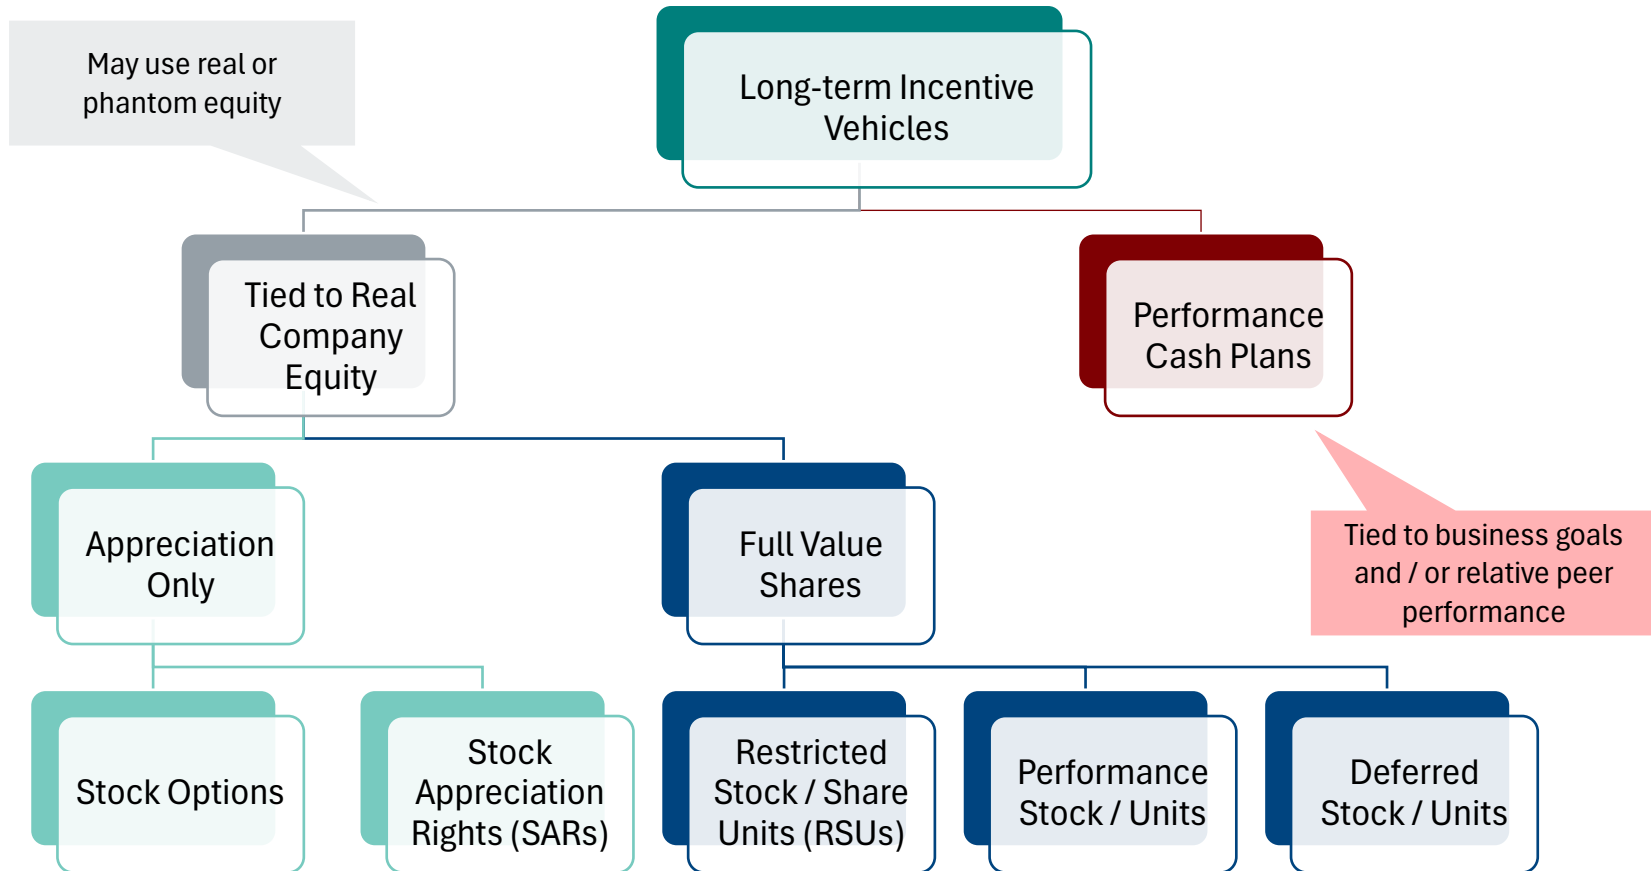 May use real or
phantom equity
Long-term Incentive
Vehicles
Tied to Real
Company
Equity
Performance
Cash Plans
Appreciation
Only
Full Value
Shares
Tied to business goals
and / or relative peer
performance
Stock Options
Stock
Appreciation
Rights (SARs)
Restricted
Stock / Share
Units (RSUs)
Performance
Stock / Units
Deferred
Stock / Units